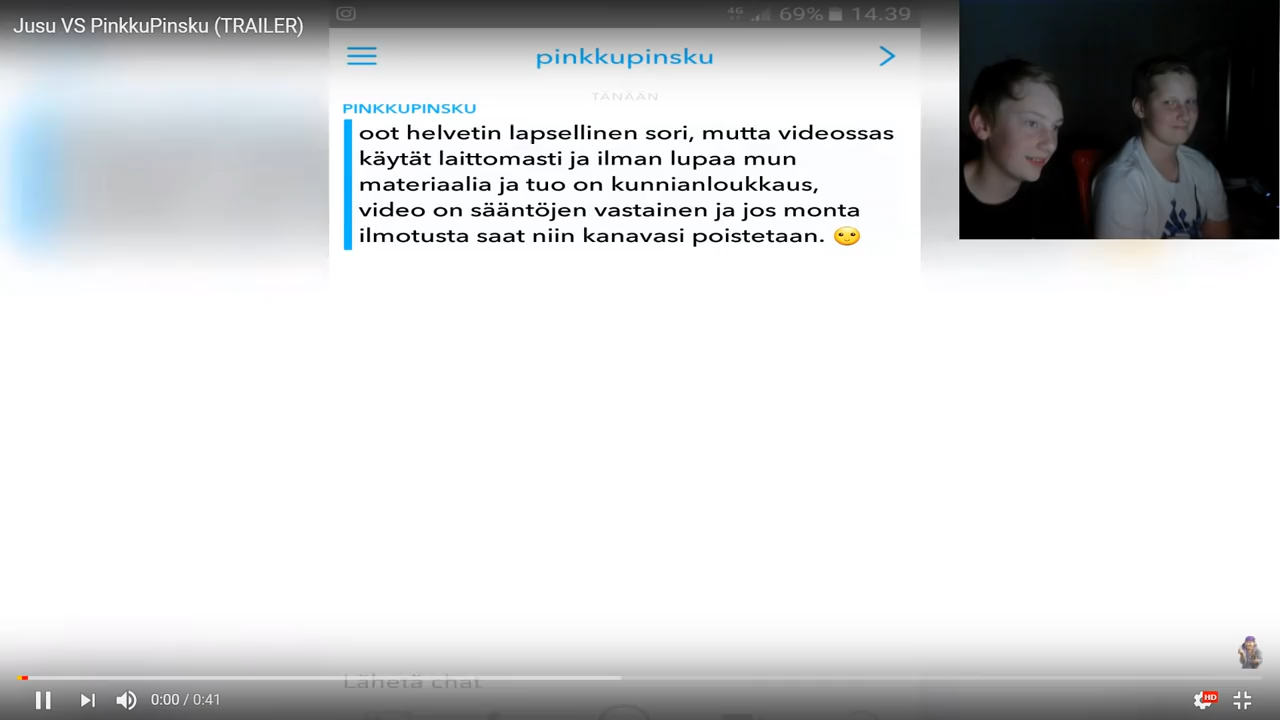 Jusu VS PinkkuPinsku (TRAILER)
4G 69% 14.39
pinkkupinsku
TÄNÄÄN
PINKKUPINSKU
oot helvetin lapsellinen sori, mutta videossas
käytät laittomasti ja ilman lupaa mun
materiaalia ja tuo on kunnianloukkaus,
video on sääntöjen vastainen ja jos monta
ilmotusta saat niin kanavasi poistetaan. 🙂
Lähetä chat
0:00 / 0:41
HD